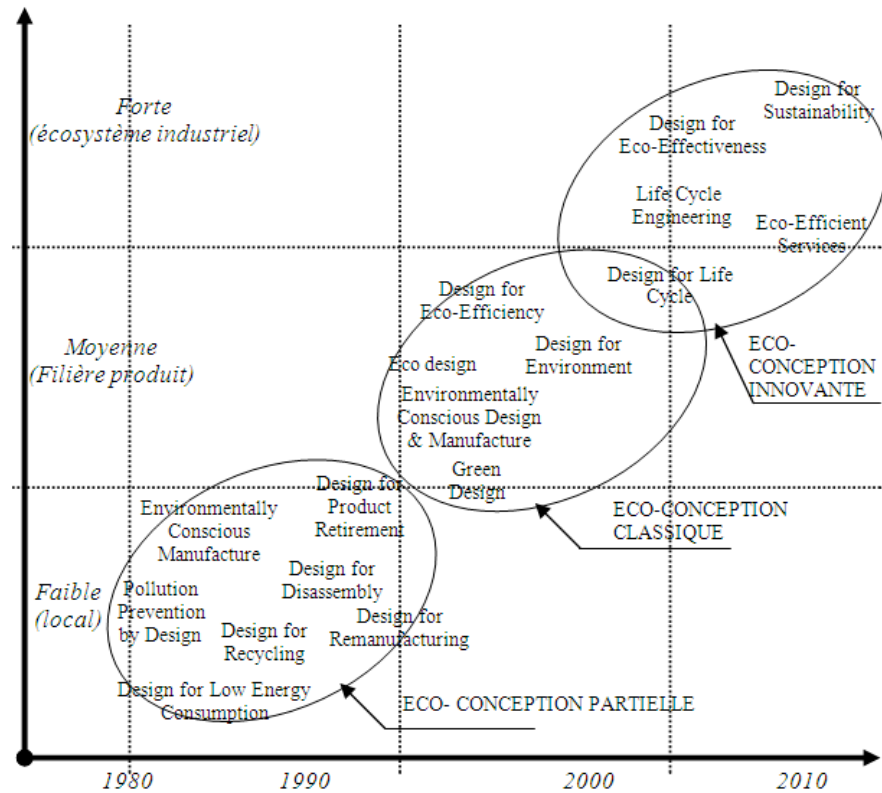 Forte
(écosystème industriel)
Design for
Sustainability
Design for
Eco-Effectiveness
Life Cycle
Engineering
Eco-Efficient
Services
Design for Life
Cycle
Moyenne
(Filière produit)
Design for
Eco-Efficiency
Design for
Environment
Eco design
Environmentally
Conscious Design
& Manufacture
Green
Design
ECO-
CONCEPTION
INNOVANTE
ECO-CONCEPTION
CLASSIQUE
Faible
(local)
Design for
Product
Retirement
Environmentally
Conscious
Manufacture
Design for
Disassembly
Pollution
Prevention
by Design
Design for
Recycling
Design for
Remanufacturing
Design for Low Energy
Consumption
ECO- CONCEPTION PARTIELLE
1980
1990
2000
2010